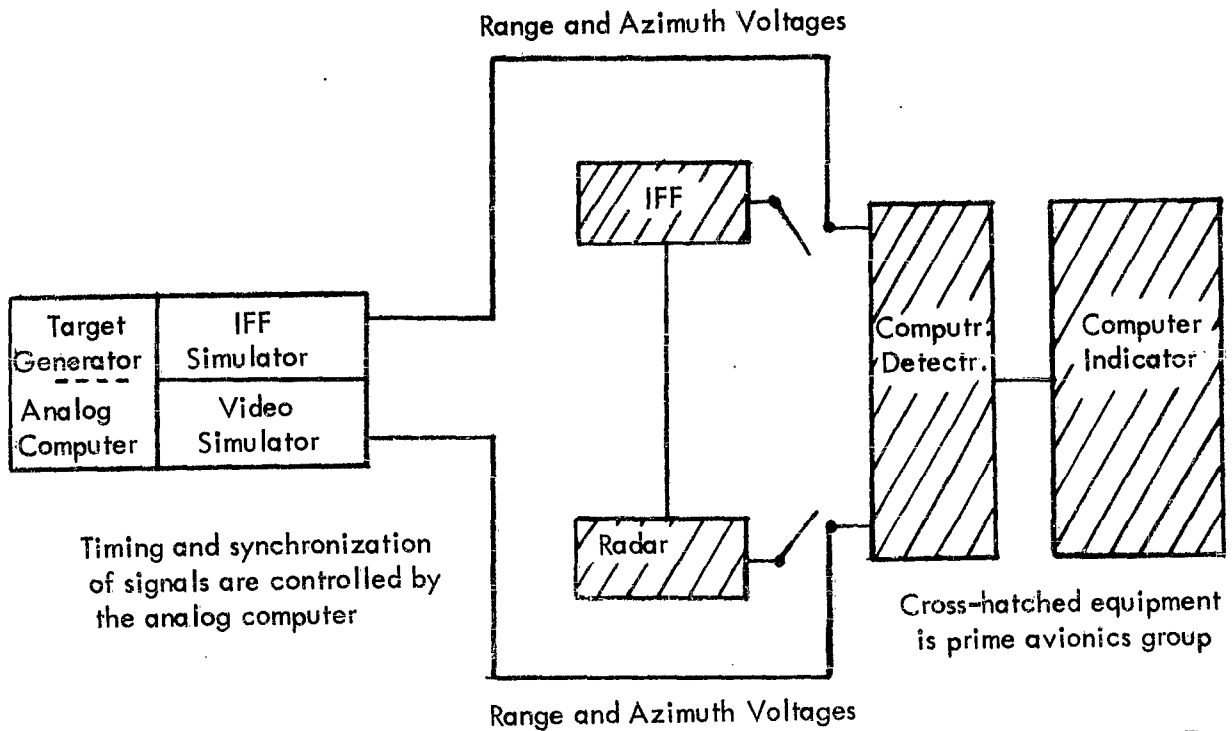 Range and Azimuth Voltages
IFF
Target
Generator
Analog
Computer
IFF
Simulator
Video
Simulator
Computr.
Detectr.
Computer
Indicator
Radar
Timing and synchronization
of signals are controlled by
the analog computer
Cross-hatched equipment
is prime avionics group
Range and Azimuth Voltages